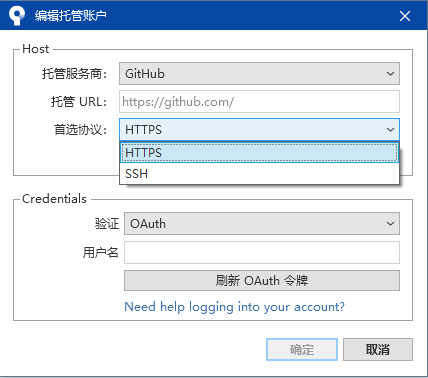 编辑托管账户
Host
托管服务商： GitHub
托管 URL: https://github.com/
首选协议： HTTPS
HTTPS
SSH
Credentials
验证 OAuth
用户名
刷新 OAuth 令牌
Need help logging into your account?
确定 取消